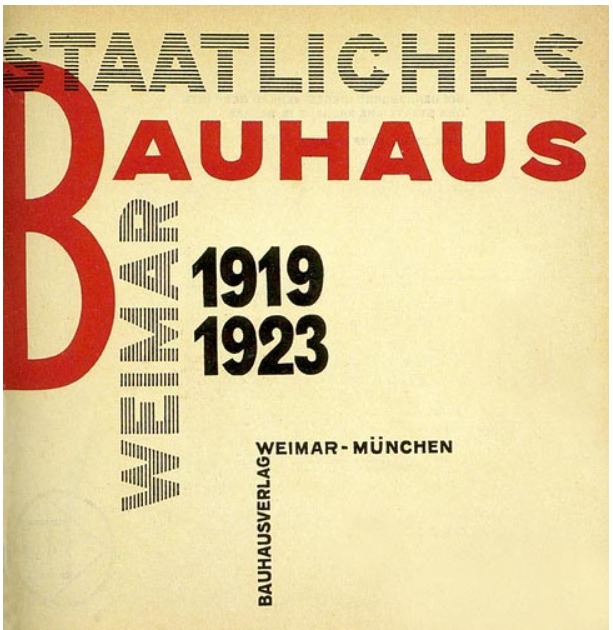 STAATLICHES
BAUHAUS
WEIMAR
1919
1923
WEIMAR-MÜNCHEN
BAUHAUSVERLAG